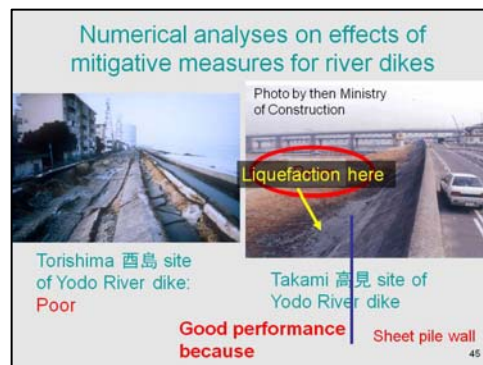 Numerical analyses on effects of
mitigative measures for river dikes
Photo by then Ministry
of Construction
Liquefaction here
Torishima 酉島 site
of Yodo River dike:
Poor
Takami 高見 site of
Yodo River dike
Good performance
because
Sheet pile wall
45